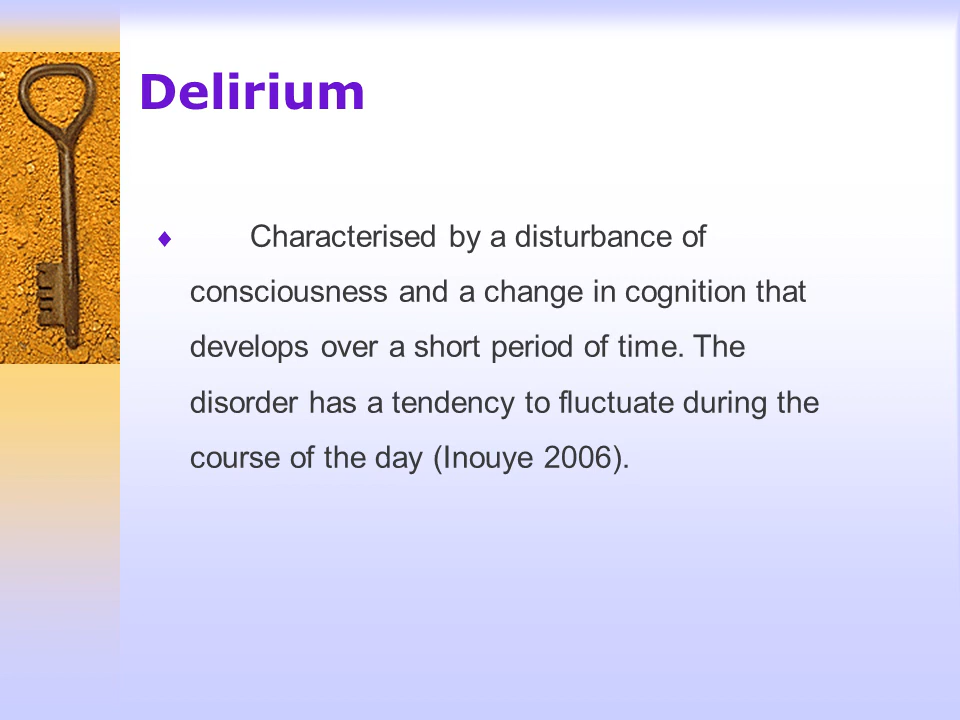 Delirium
♦ Characterised by a disturbance of
consciousness and a change in cognition that
develops over a short period of time. The
disorder has a tendency to fluctuate during the
course of the day (Inouye 2006).